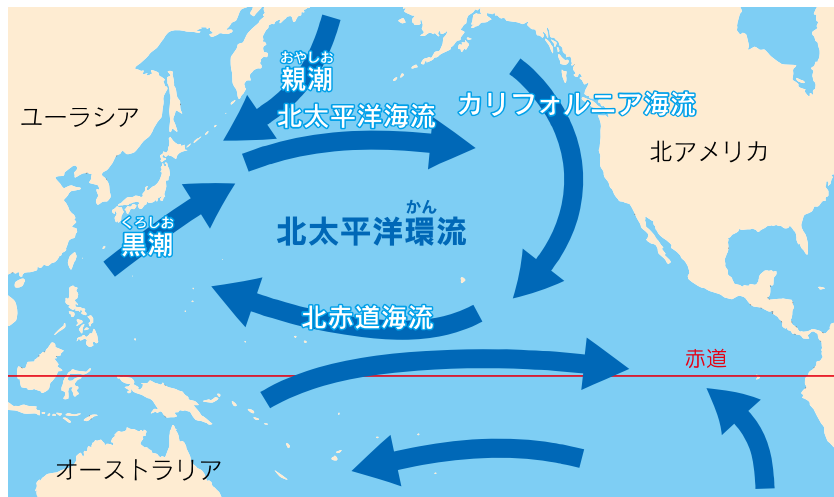 おやしお
親潮
カリフォルニア海流
北太平洋海流
ユーラシア
北アメリカ
かん
北太平洋環流
くろしお
黒潮
北赤道海流
赤道
オーストラリア